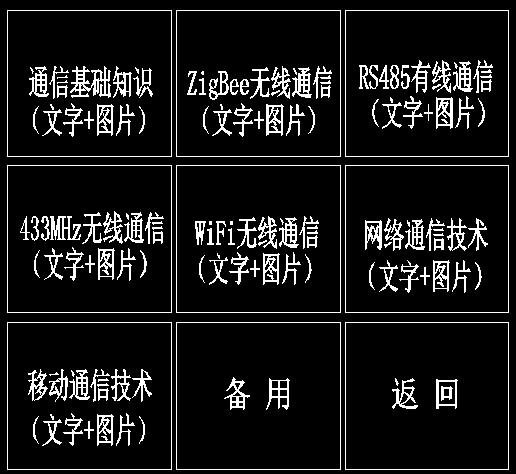 通信基础知识
(文字+图片)
ZigBee无线通信
(文字+图片)
RS485有线通信
(文字+图片)
433MHz无线通信
(文字+图片)
WiFi无线通信
(文字+图片)
网络通信技术
(文字+图片)
移动通信技术
(文字+图片)
备 用
返 回